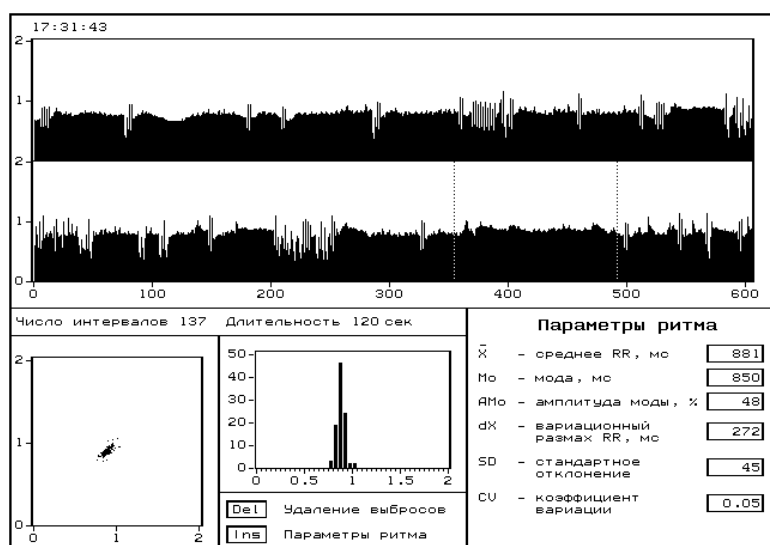 17:31:43
2
1
2
1
0
0 100 200 300 400 500 600
Число интервалов 137 Длительность 120 сек
2
1
0
1 2
50
40
30
20
10
0
0 0.5 1 1.5 2
Del Удаление выбросов
Ins Параметры ритма
Параметры ритма
X̄ – среднее RR, мс 881
Mo – мода, мс 850
AMo – амплитуда моды, % 48
dX – вариационный
размах RR, мс 272
SD – стандартное
отклонение 45
CV – коэффициент
вариации 0.05